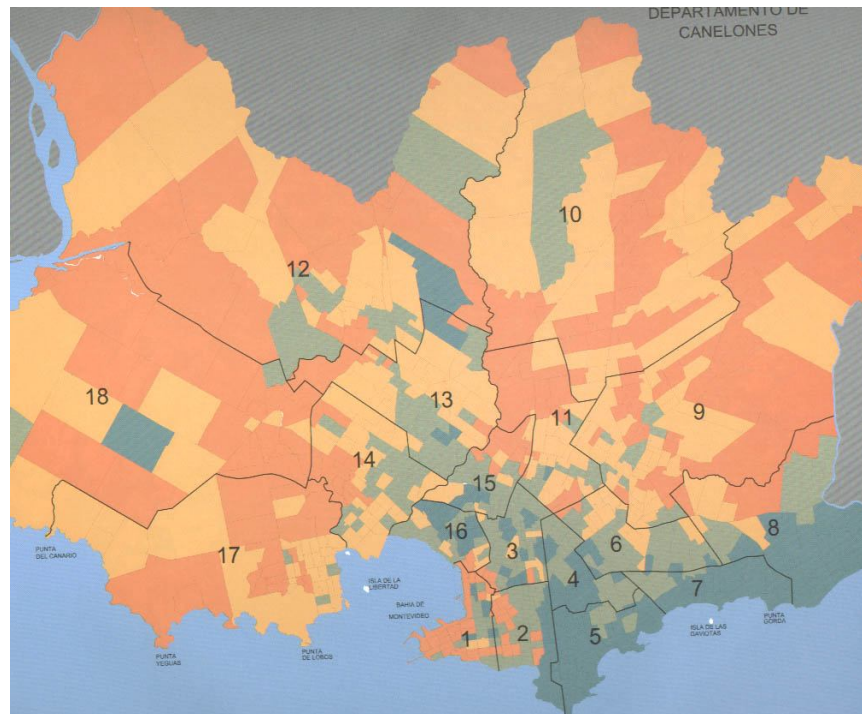 DEPARTAMENTO DE
CANELONES
10
12
18
13
9
11
14
15
16
3
6
8
17
4
7
1
2
5
PUNTA
DEL CANARIO
ISLA DE LA
LIBERTAD
BAHIA DE
MONTEVIDEO
ISLA DE LAS
GAVIOTAS
PUNTA
GORDA
PUNTA
YEGUAS
PUNTA
DE LOBOS